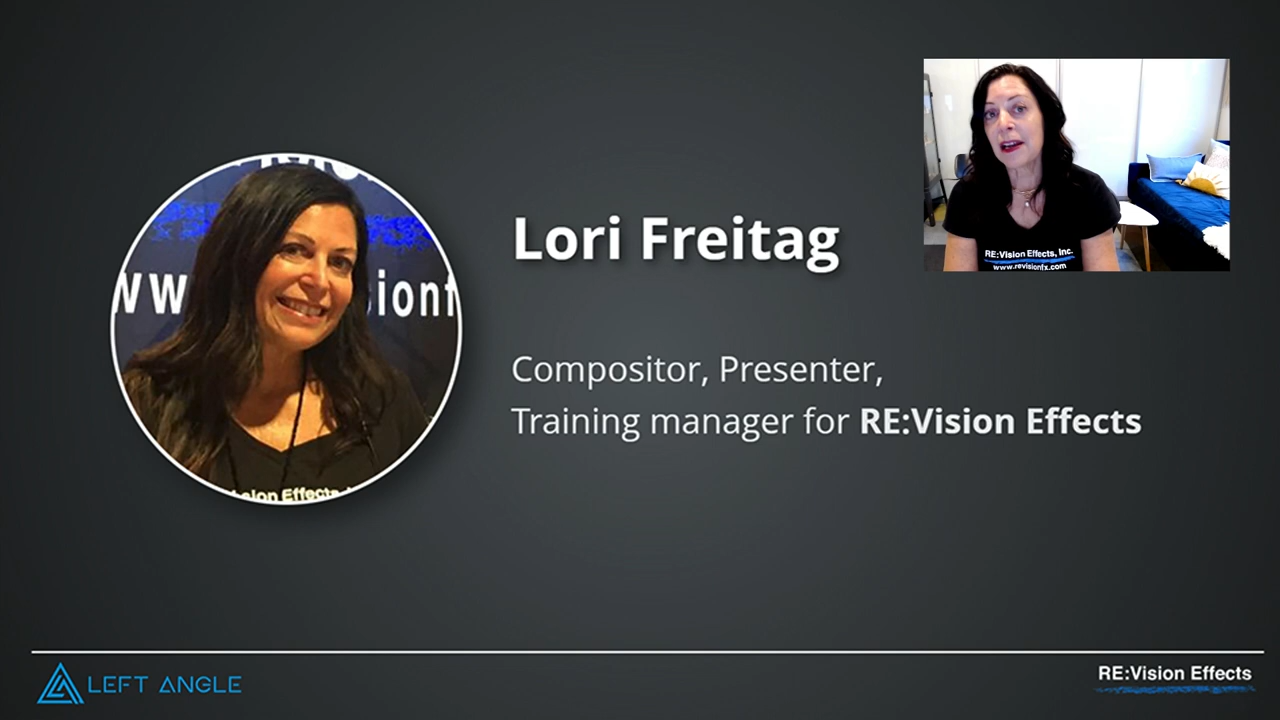 Lori Freitag
Compositor, Presenter,
Training manager for RE:Vision Effects
RE:Vision Effects, Inc.
www.revisionfx.com
LEFT ANGLE
RE:Vision Effects